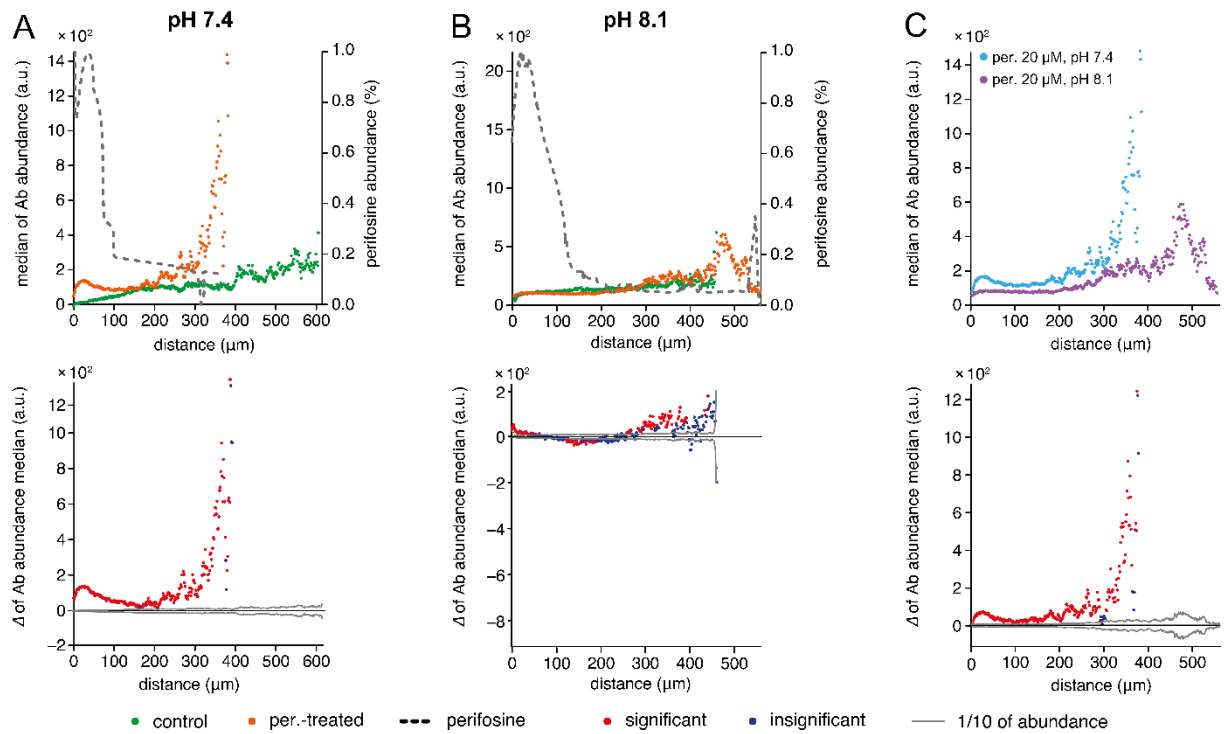 A
pH 7.4
B
pH 8.1
C
× 10²
14
12
10
8
6
4
2
0
median of Ab abundance (a.u.)
1.0
0.8
0.6
0.4
0.2
0.0
perifosine abundance (%)
0 100 200 300 400 500 600
distance (µm)
× 10²
20
15
10
5
0
median of Ab abundance (a.u.)
1.0
0.8
0.6
0.4
0.2
0.0
perifosine abundance (%)
0 100 200 300 400 500
distance (µm)
× 10²
per. 20 µM, pH 7.4
per. 20 µM, pH 8.1
14
12
10
8
6
4
2
0
median of Ab abundance (a.u.)
0 100 200 300 400 500
distance (µm)
× 10²
12
10
8
6
4
2
0
−2
Δ of Ab abundance median (a.u.)
0 100 200 300 400 500 600
distance (µm)
× 10²
2
0
−2
−4
−6
−8
Δ of Ab abundance median (a.u.)
0 100 200 300 400 500
distance (µm)
× 10²
12
10
8
6
4
2
0
Δ of Ab abundance median (a.u.)
0 100 200 300 400 500
distance (µm)
control per.-treated perifosine significant insignificant 1/10 of abundance